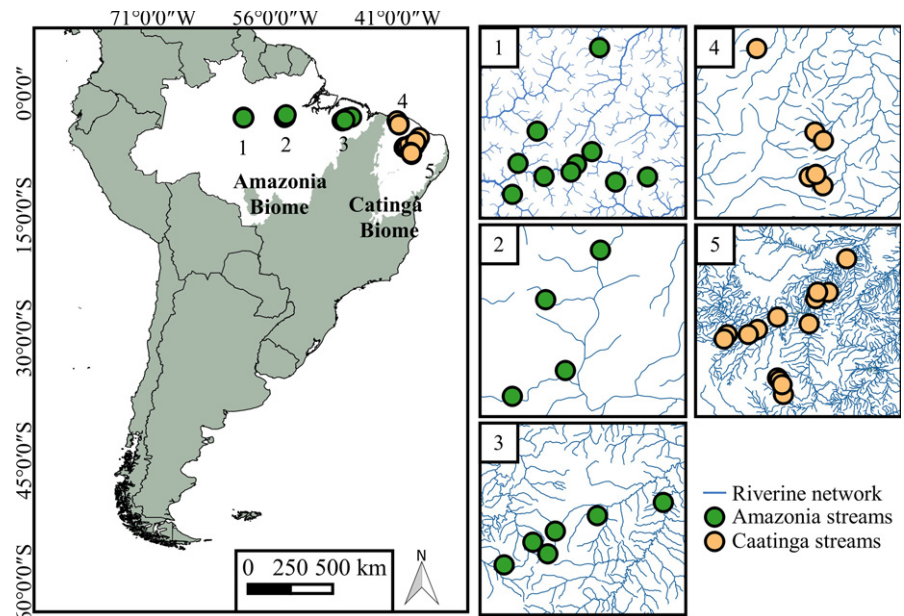 71°0′0″W 56°0′0″W 41°0′0″W
0°0′0″
15°0′0″S
30°0′0″S
45°0′0″S
60°0′0″S
1
2
3
4
5
Amazonia
Biome
Catinga
Biome
0 250 500 km
N
1
2
3
4
5
Riverine network
Amazonia streams
Caatinga streams